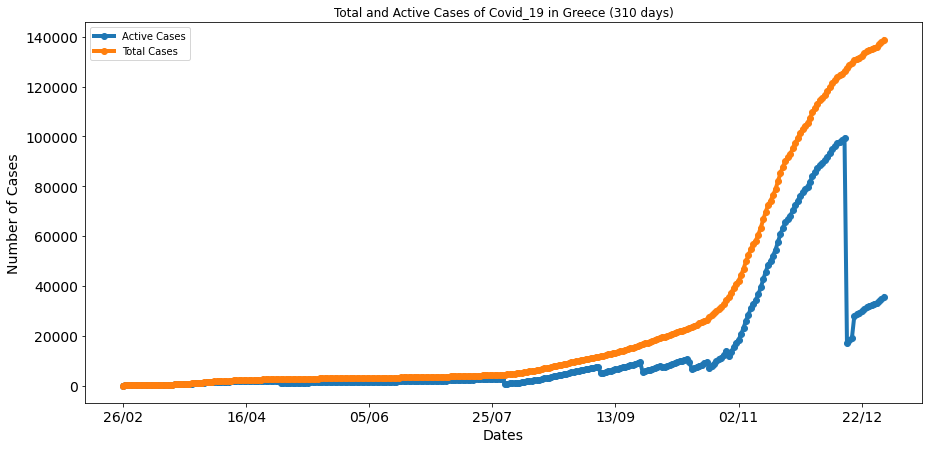 Total and Active Cases of Covid_19 in Greece (310 days)
Active Cases
Total Cases
140000
120000
100000
80000
60000
40000
20000
0
Number of Cases
26/02 16/04 05/06 25/07 13/09 02/11 22/12
Dates